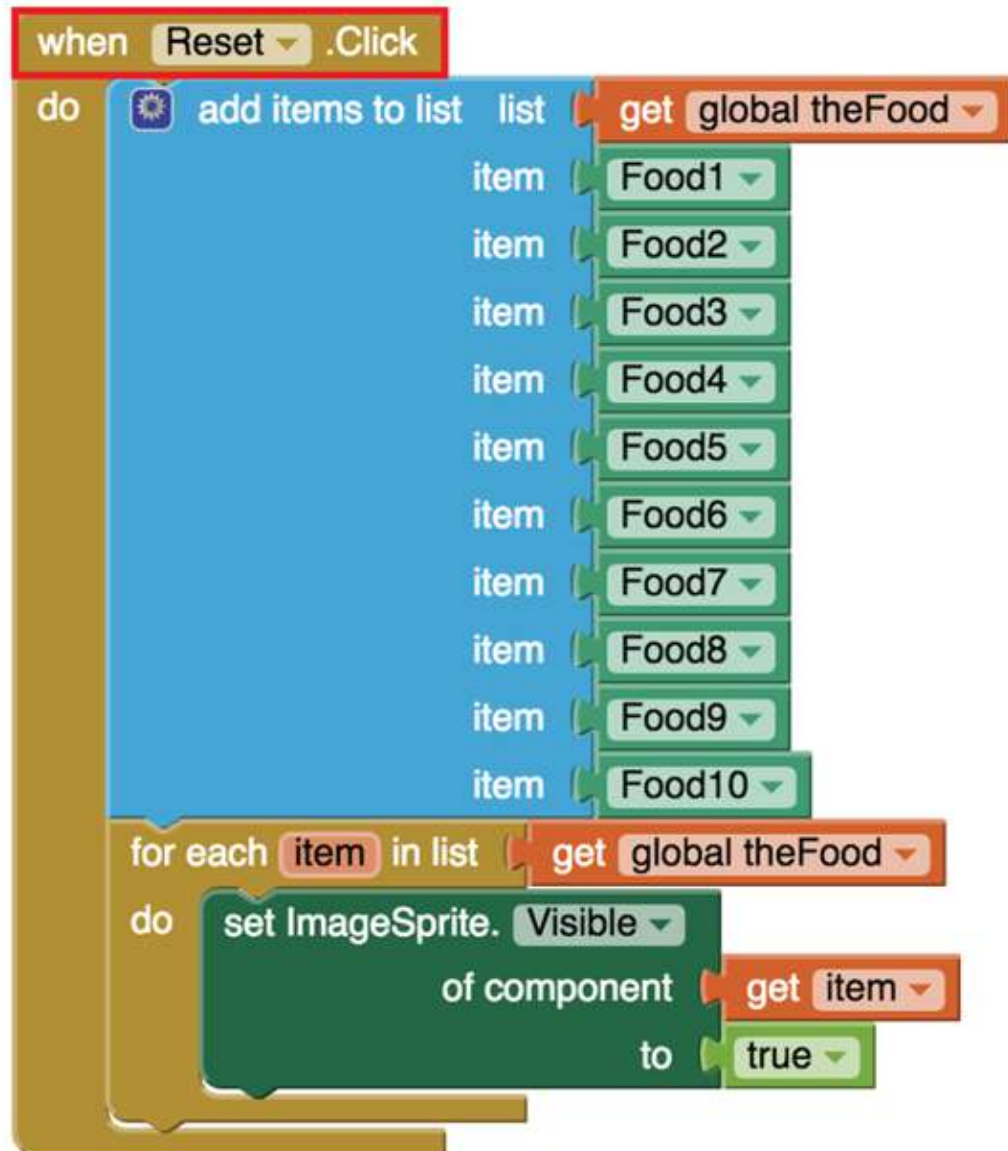 when Reset .Click
do add items to list list get global theFood
item Food1
item Food2
item Food3
item Food4
item Food5
item Food6
item Food7
item Food8
item Food9
item Food10
for each item in list get global theFood
do set ImageSprite. Visible
of component get item
to true